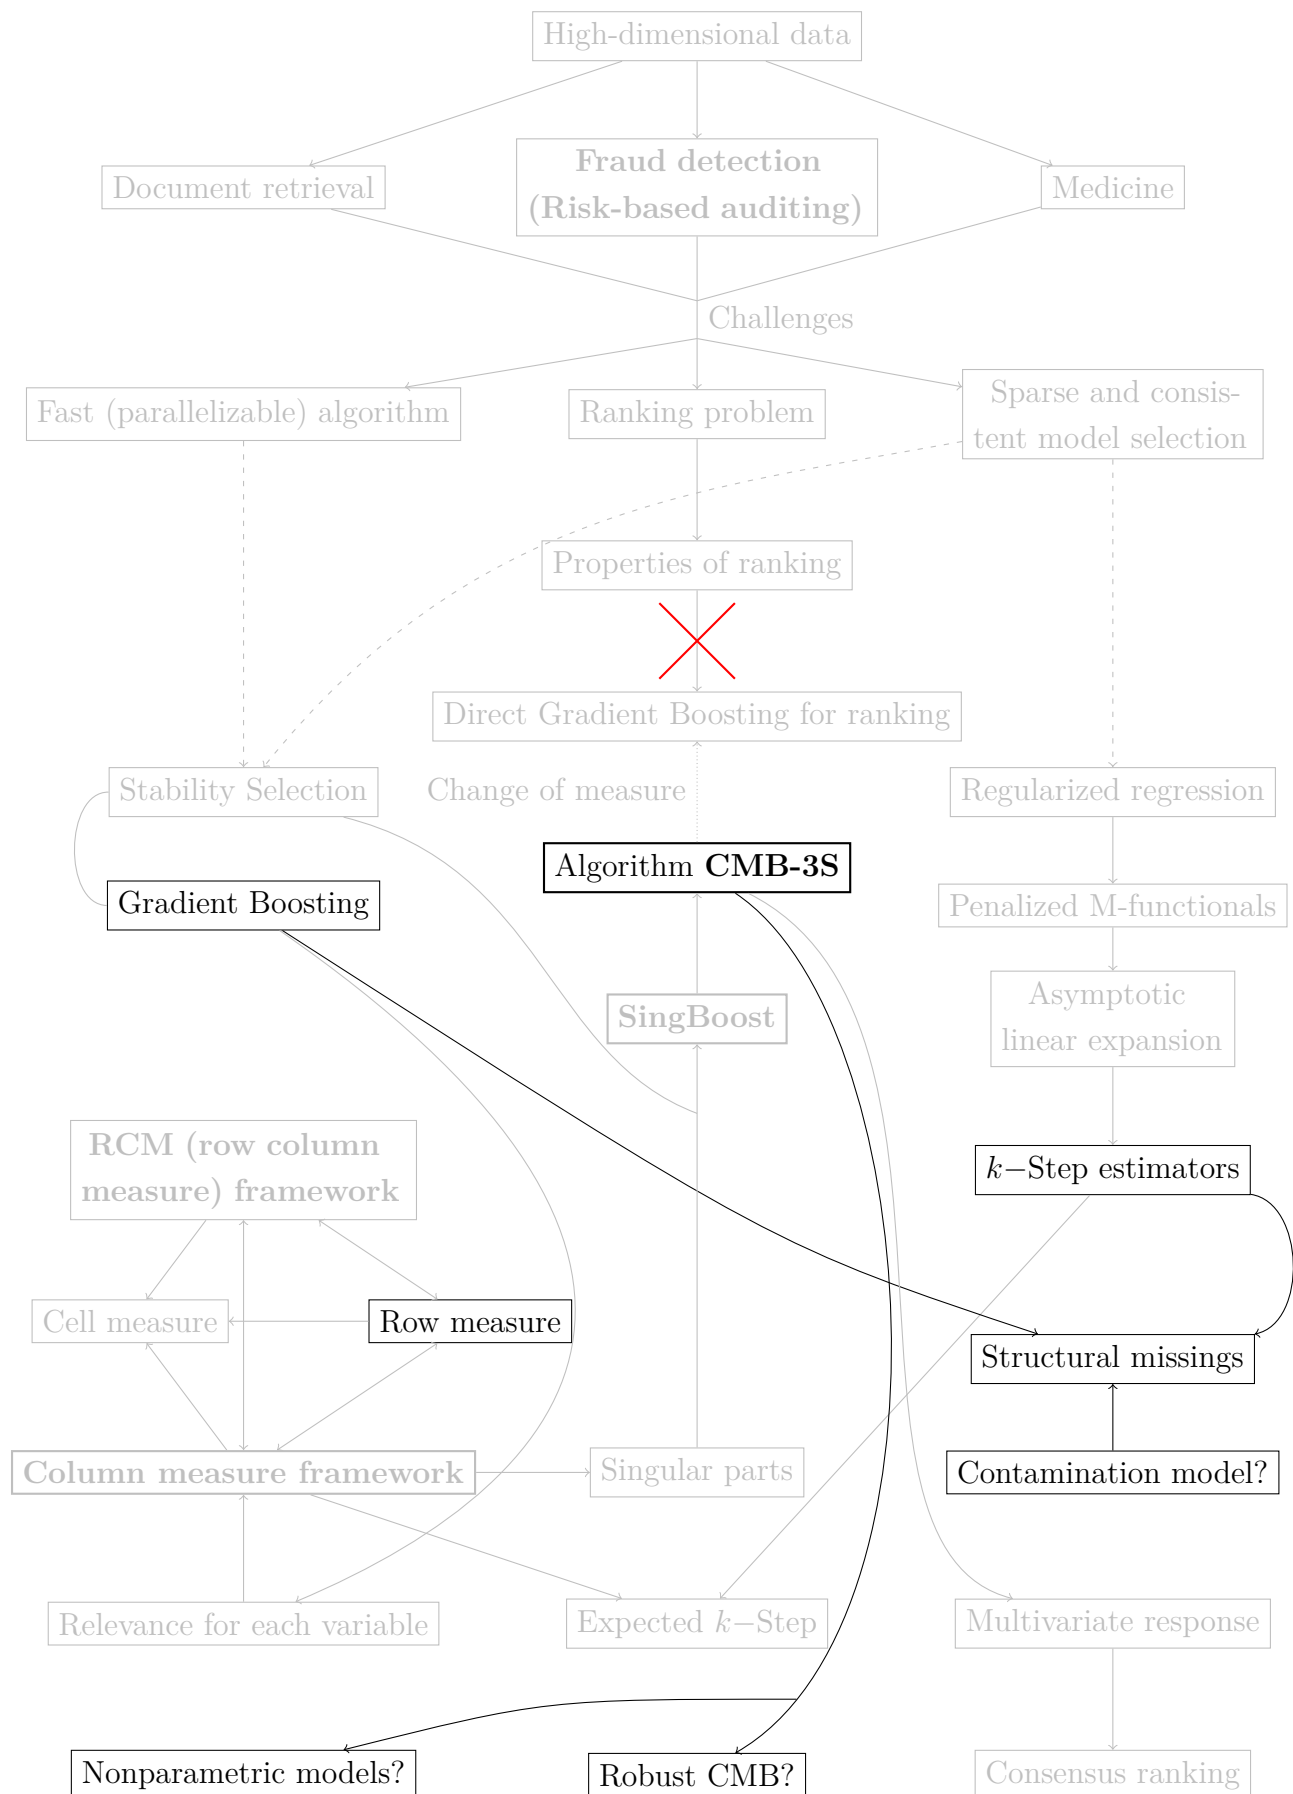 High-dimensional data
Document retrieval
Fraud detection
(Risk-based auditing)
Medicine
Challenges
Fast (parallelizable) algorithm
Ranking problem
Sparse and consis-
tent model selection
Properties of ranking
Direct Gradient Boosting for ranking
Stability Selection
Change of measure
Regularized regression
Algorithm CMB-3S
Gradient Boosting
Penalized M-functionals
Asymptotic
linear expansion
SingBoost
RCM (row column
measure) framework
k−Step estimators
Cell measure
Row measure
Structural missings
Column measure framework
Singular parts
Contamination model?
Relevance for each variable
Expected k−Step
Multivariate response
Nonparametric models?
Robust CMB?
Consensus ranking